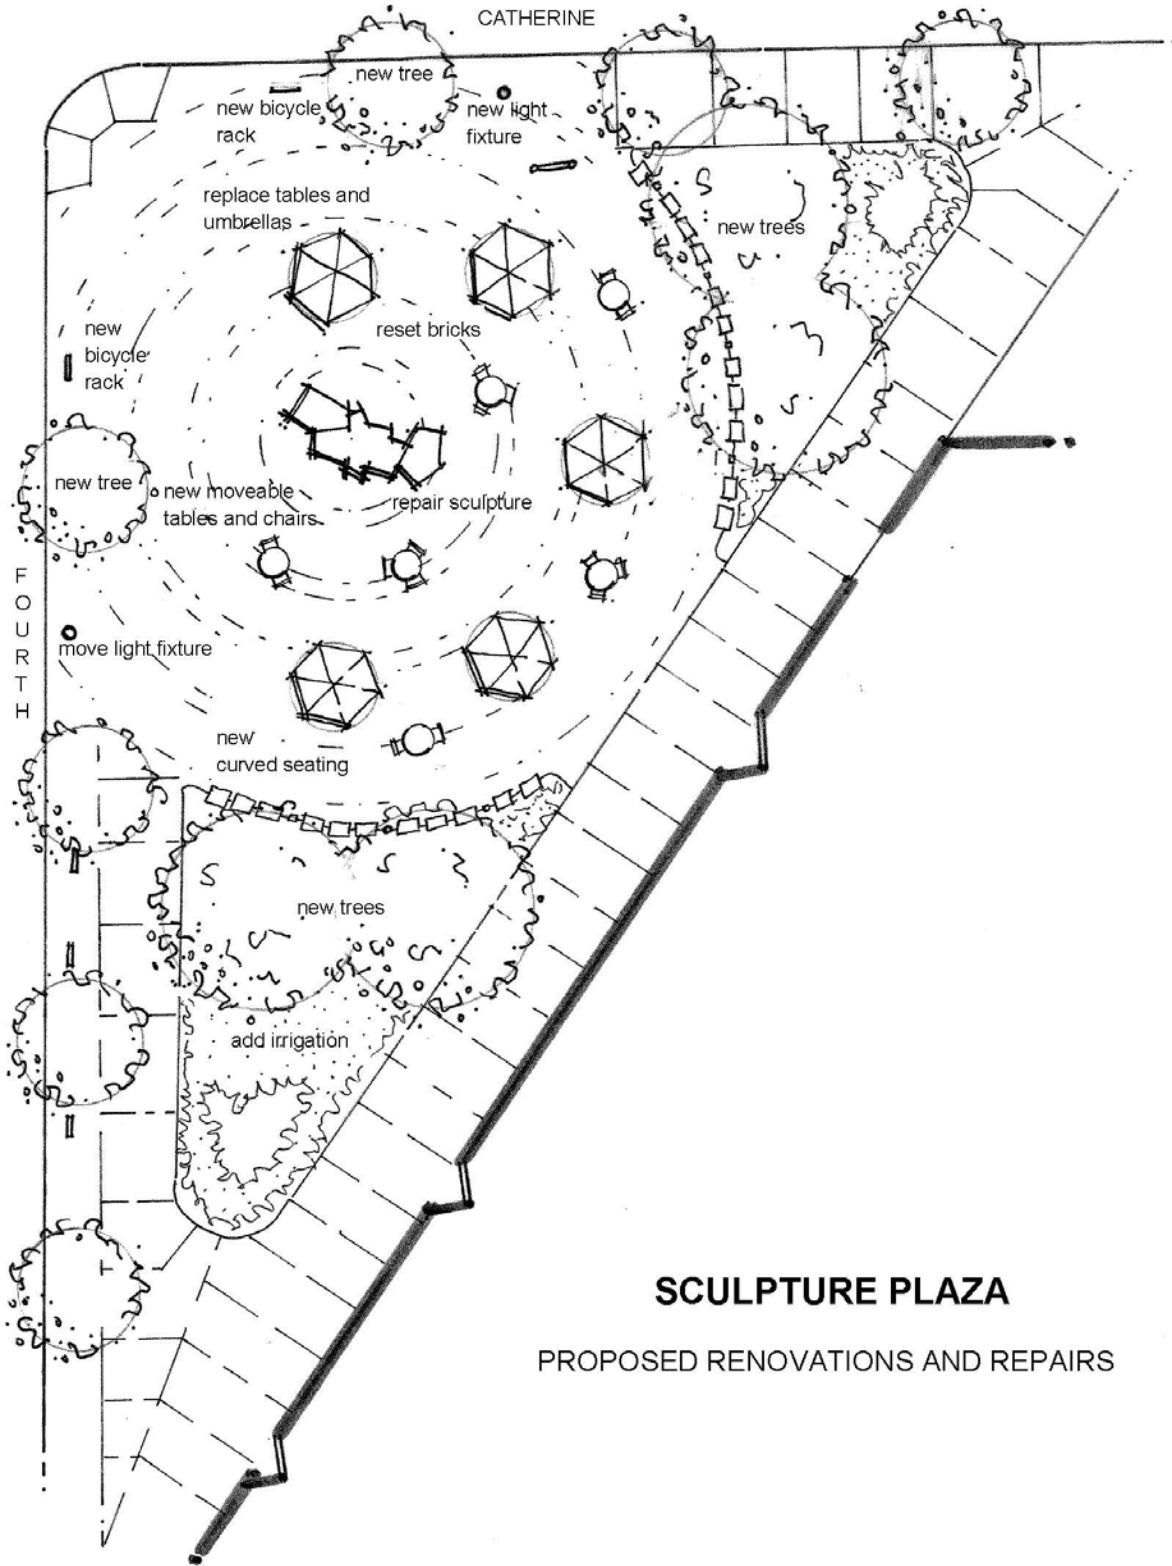 CATHERINE
new tree
new bicycle
rack
new light
fixture
replace tables and
umbrellas
new trees
reset bricks
new
bicycle
rack
new tree
new moveable
tables and chairs
repair sculpture
FOURTH
move light fixture
new
curved seating
new trees
add irrigation
SCULPTURE PLAZA
PROPOSED RENOVATIONS AND REPAIRS